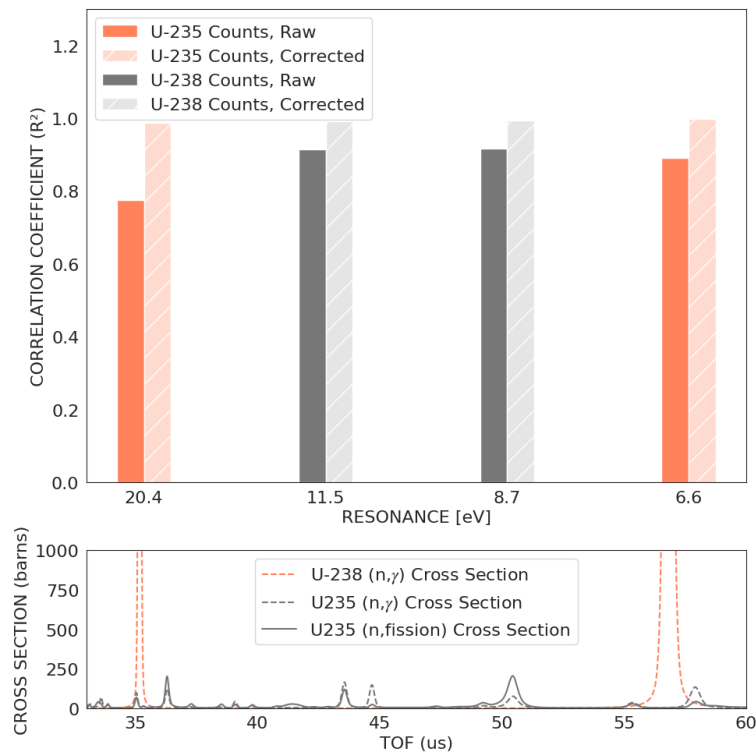 CORRELATION COEFFICIENT (R²)
1.2
1.0
0.8
0.6
0.4
0.2
0.0
U-235 Counts, Raw
U-235 Counts, Corrected
U-238 Counts, Raw
U-238 Counts, Corrected
20.4 11.5 8.7 6.6
RESONANCE [eV]
CROSS SECTION (barns)
1000
750
500
250
0
U-238 (n,γ) Cross Section
U235 (n,γ) Cross Section
U235 (n,fission) Cross Section
35 40 45 50 55 60
TOF (us)